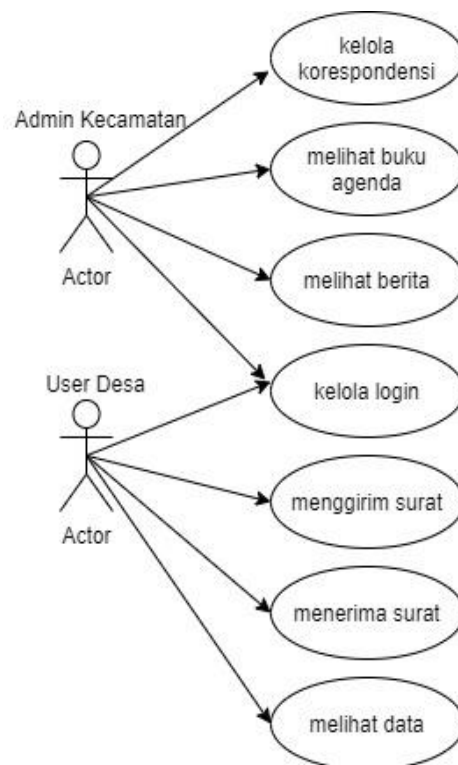 kelola
korespondensi
Admin Kecamatan
melihat buku
agenda
Actor
melihat berita
User Desa
kelola login
menggirim surat
Actor
menerima surat
melihat data